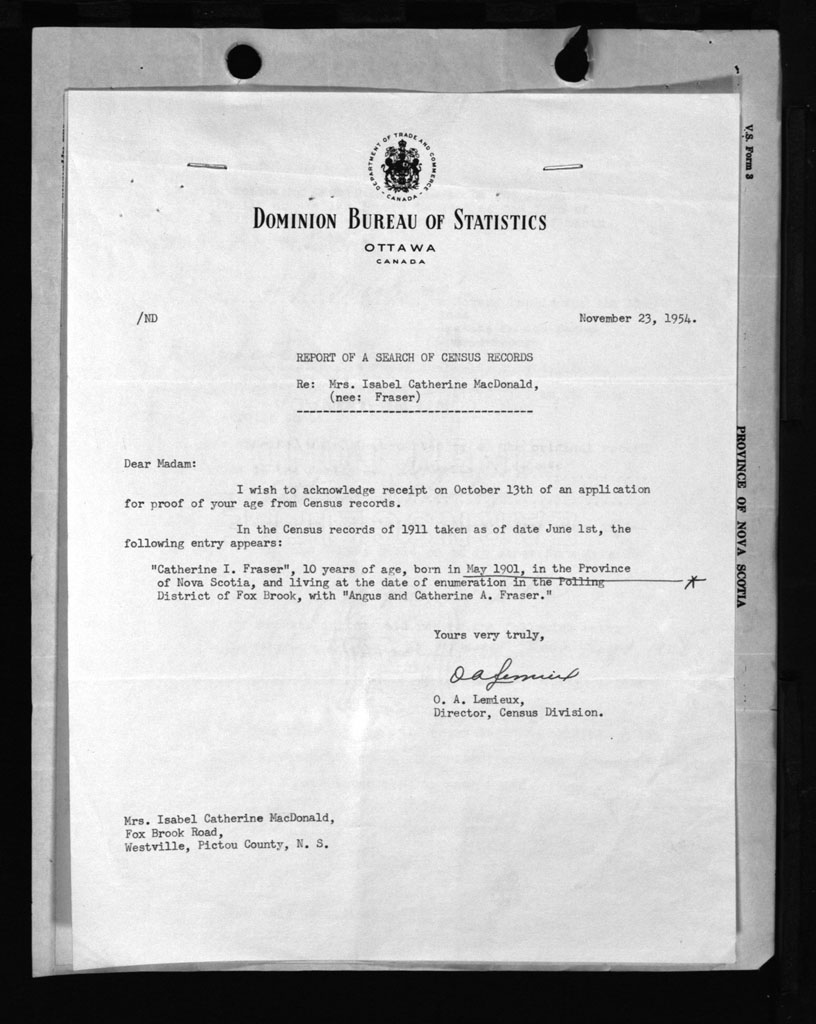 DEPARTMENT OF TRADE AND COMMERCE
- CANADA -
DOMINION BUREAU OF STATISTICS
OTTAWA
CANADA
/ND
November 23, 1954.
REPORT OF A SEARCH OF CENSUS RECORDS
Re: Mrs. Isabel Catherine MacDonald,
(nee: Fraser)
Dear Madam:
I wish to acknowledge receipt on October 13th of an application
for proof of your age from Census records.
In the Census records of 1911 taken as of date June 1st, the
following entry appears:
"Catherine I. Fraser", 10 years of age, born in May 1901, in the Province
of Nova Scotia, and living at the date of enumeration in the Polling
District of Fox Brook, with "Angus and Catherine A. Fraser."
Yours very truly,
O A Lemieux
O. A. Lemieux,
Director, Census Division.
Mrs. Isabel Catherine MacDonald,
Fox Brook Road,
Westville, Pictou County, N. S.
V.S. Form 3
PROVINCE OF NOVA SCOTIA